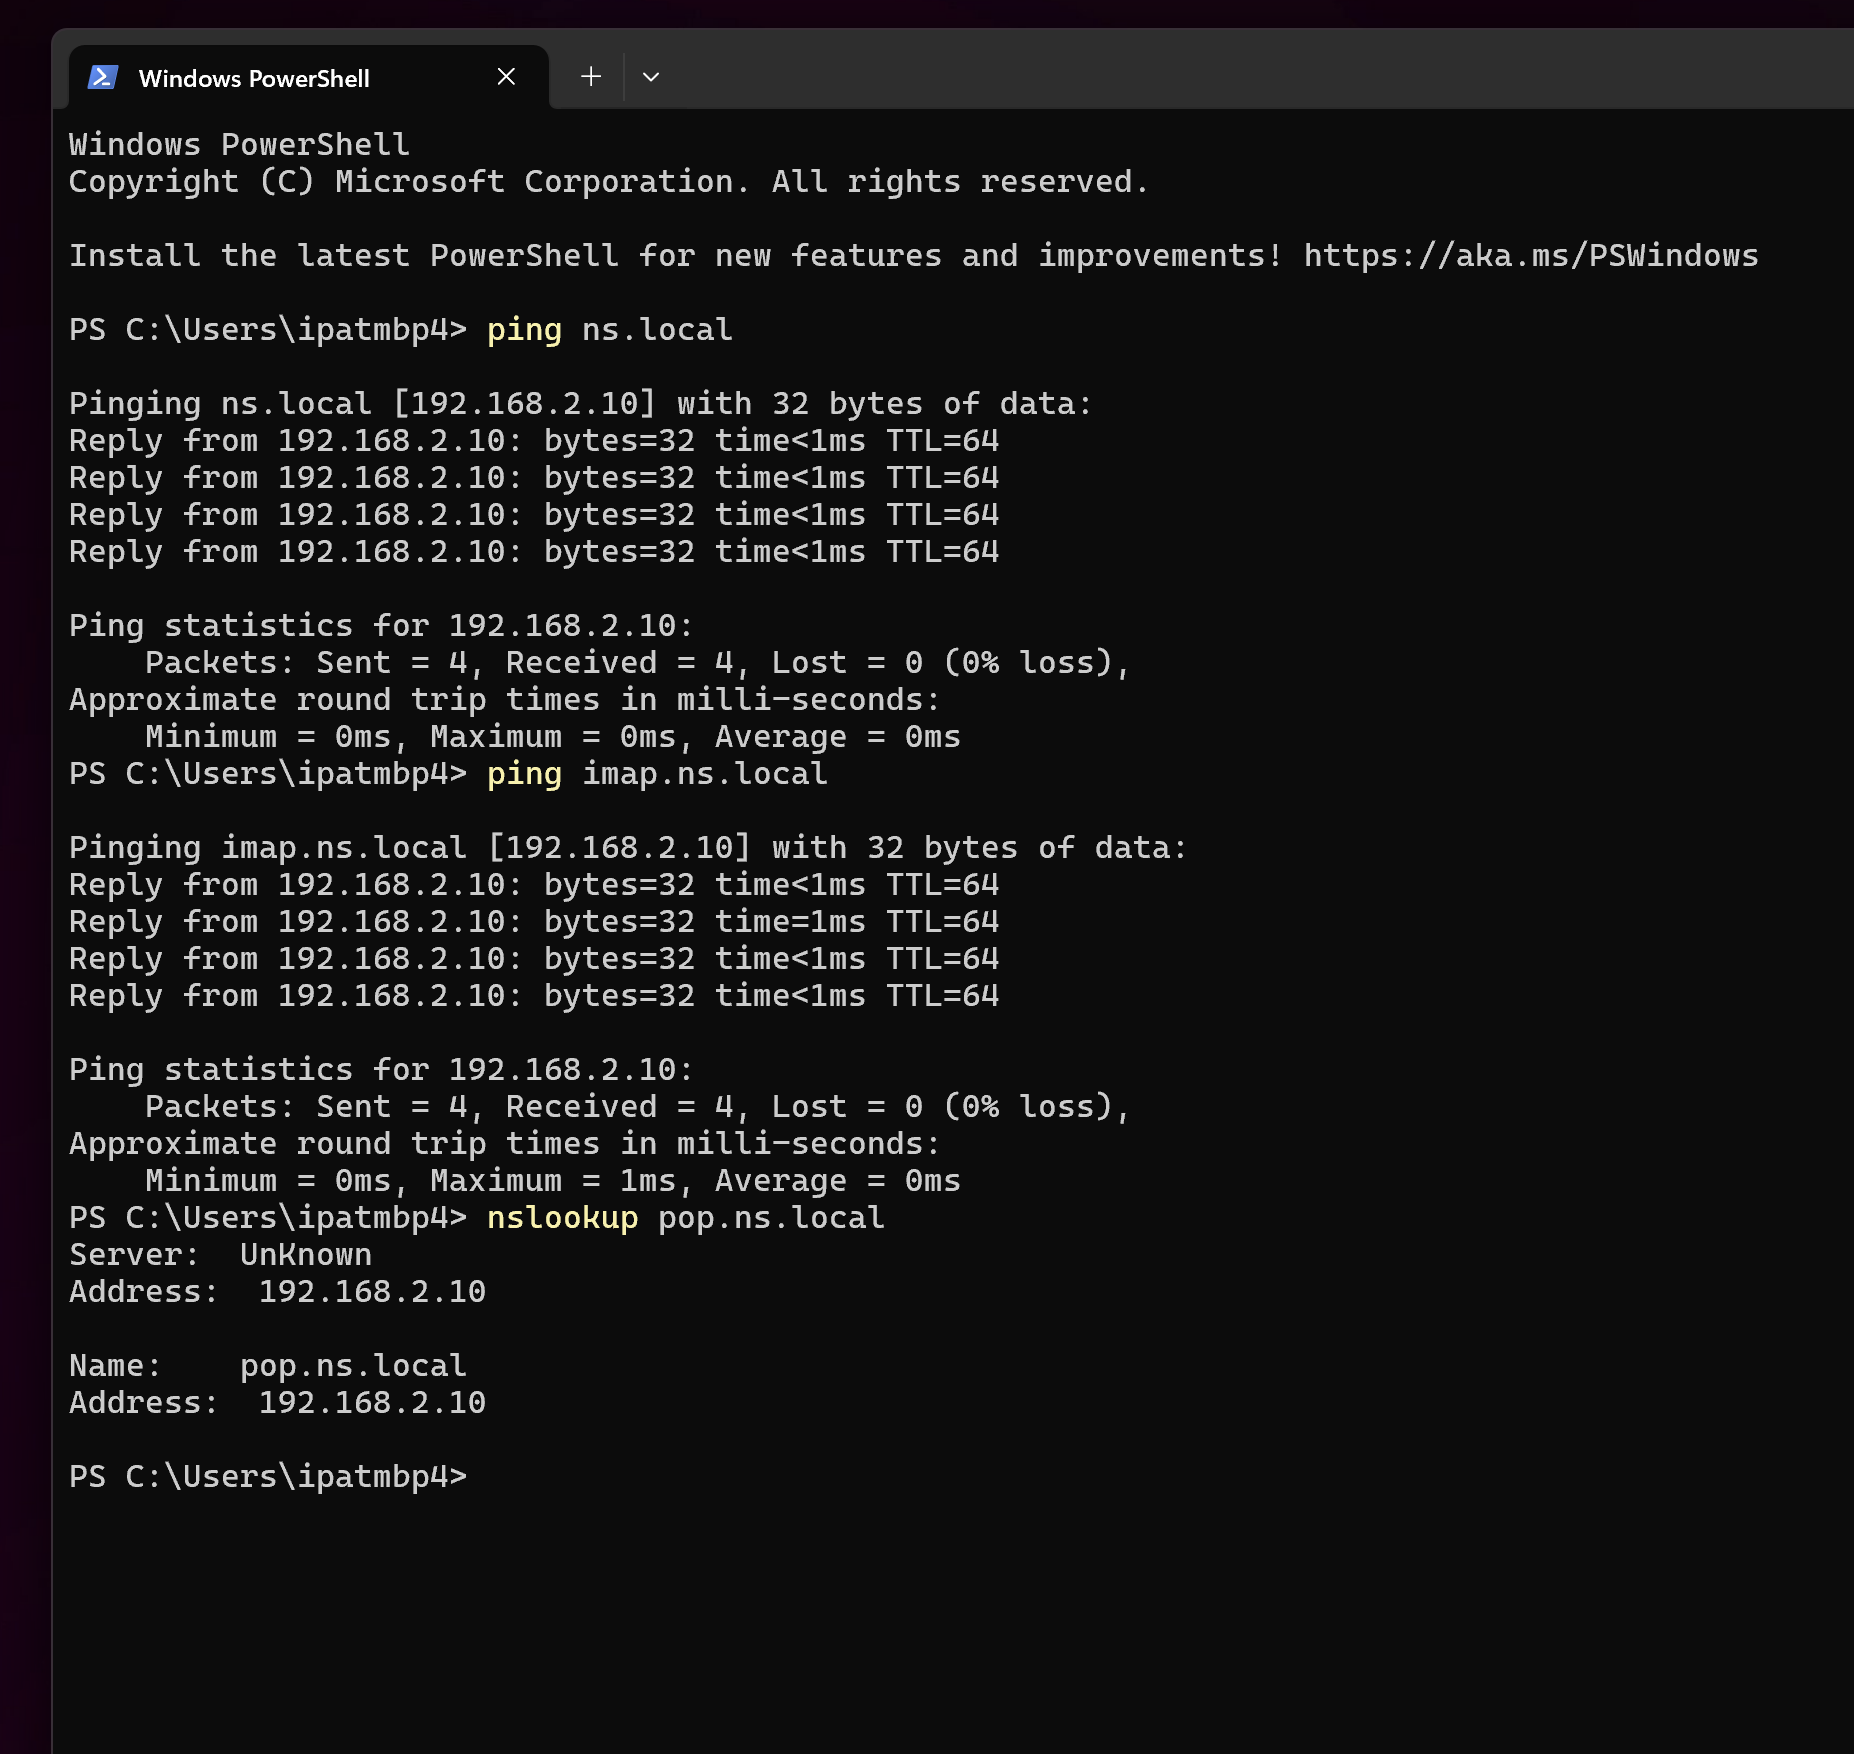 Windows PowerShell
Windows PowerShell
Copyright (C) Microsoft Corporation. All rights reserved.
Install the latest PowerShell for new features and improvements! https://aka.ms/PSWindows
PS C:\Users\ipatmbp4> ping ns.local
Pinging ns.local [192.168.2.10] with 32 bytes of data:
Reply from 192.168.2.10: bytes=32 time<1ms TTL=64
Reply from 192.168.2.10: bytes=32 time<1ms TTL=64
Reply from 192.168.2.10: bytes=32 time<1ms TTL=64
Reply from 192.168.2.10: bytes=32 time<1ms TTL=64
Ping statistics for 192.168.2.10:
    Packets: Sent = 4, Received = 4, Lost = 0 (0% loss),
Approximate round trip times in milli-seconds:
    Minimum = 0ms, Maximum = 0ms, Average = 0ms
PS C:\Users\ipatmbp4> ping imap.ns.local
Pinging imap.ns.local [192.168.2.10] with 32 bytes of data:
Reply from 192.168.2.10: bytes=32 time<1ms TTL=64
Reply from 192.168.2.10: bytes=32 time=1ms TTL=64
Reply from 192.168.2.10: bytes=32 time<1ms TTL=64
Reply from 192.168.2.10: bytes=32 time<1ms TTL=64
Ping statistics for 192.168.2.10:
    Packets: Sent = 4, Received = 4, Lost = 0 (0% loss),
Approximate round trip times in milli-seconds:
    Minimum = 0ms, Maximum = 1ms, Average = 0ms
PS C:\Users\ipatmbp4> nslookup pop.ns.local
Server:  UnKnown
Address:  192.168.2.10
Name:    pop.ns.local
Address:  192.168.2.10
PS C:\Users\ipatmbp4>